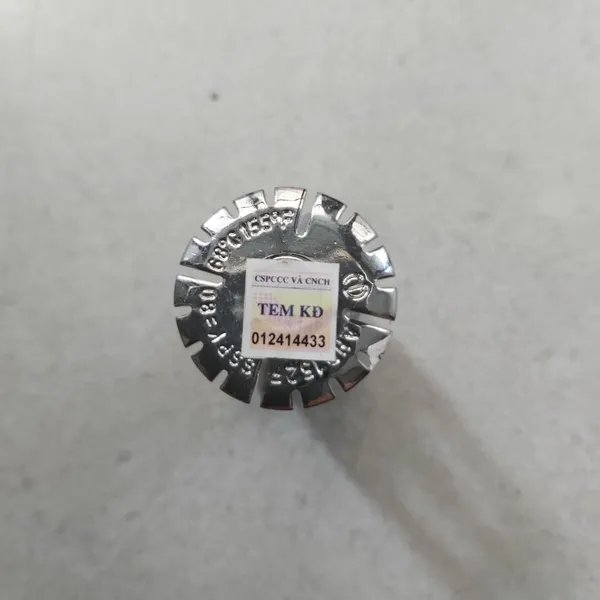 68°C155°F
CSPCCC VÀ CNCH
TEM KĐ
012414433